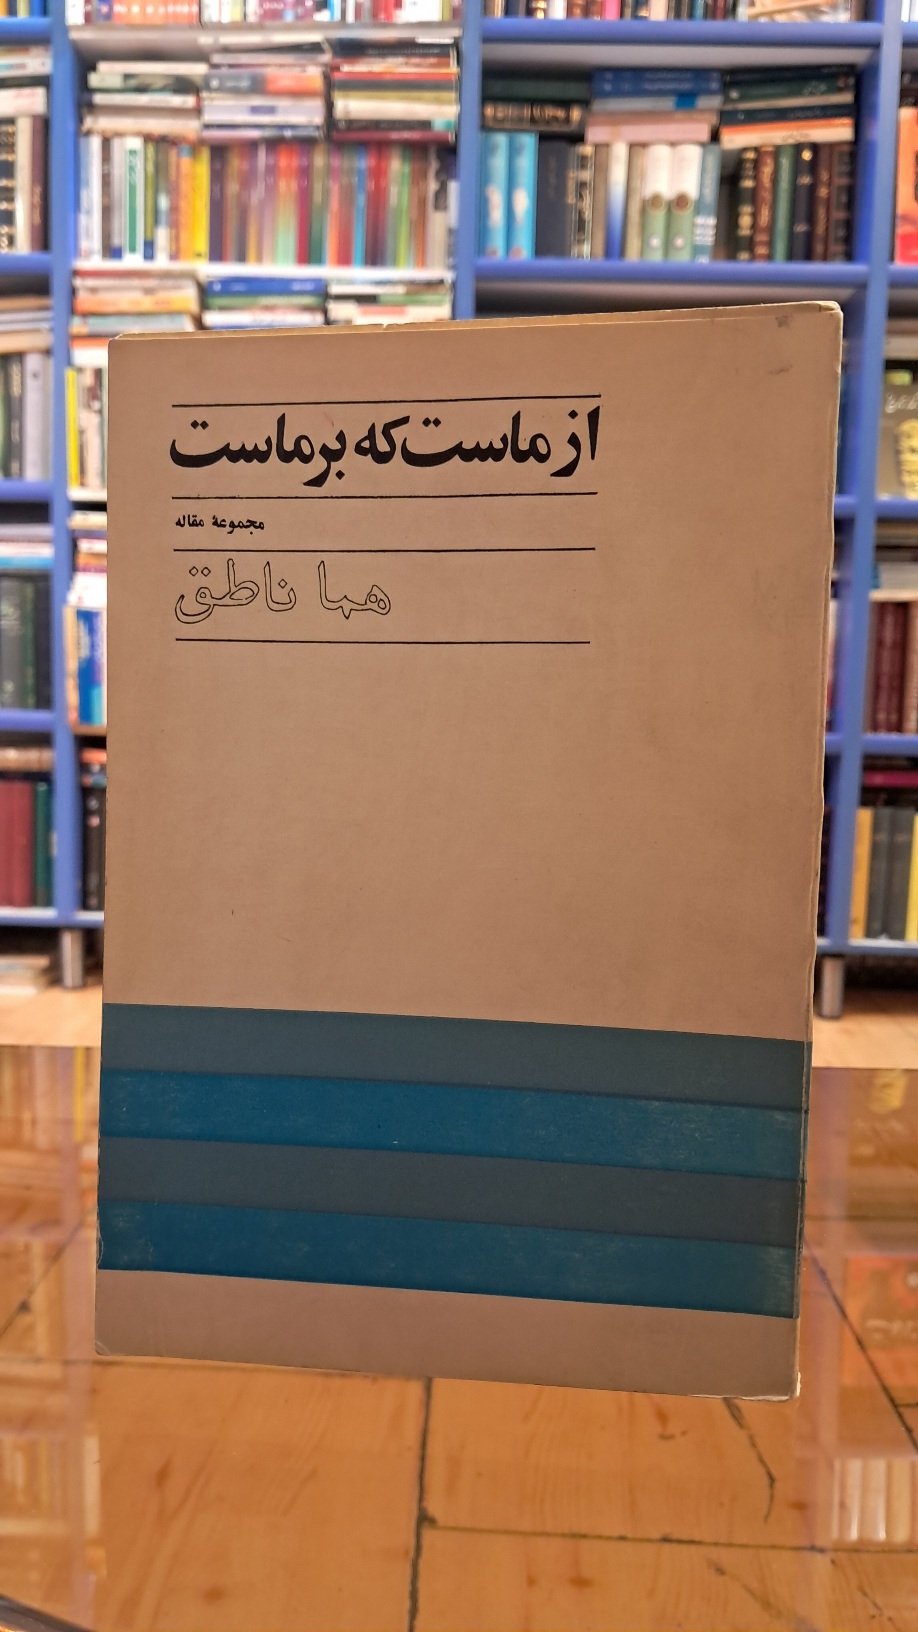 از ماست که بر ماست
مجموعهٔ مقاله
هما ناطق